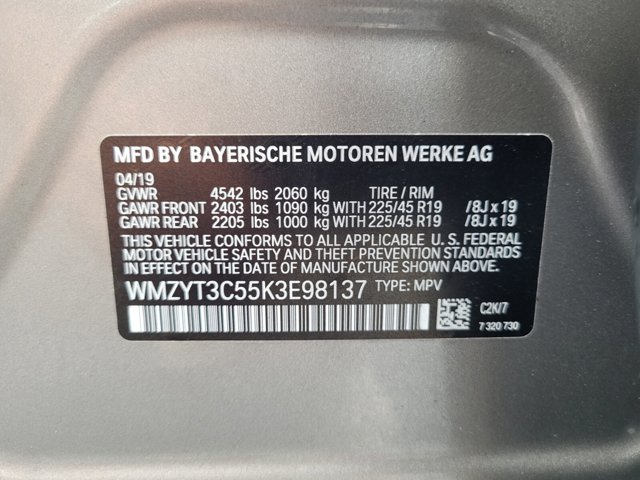 MFD BY BAYERISCHE MOTOREN WERKE AG
04/19
GVWR 4542 lbs 2060 kg TIRE / RIM
GAWR FRONT 2403 lbs 1090 kg WITH 225/45 R19 /8J x 19
GAWR REAR 2205 lbs 1000 kg WITH 225/45 R19 /8J x 19
THIS VEHICLE CONFORMS TO ALL APPLICABLE U. S. FEDERAL
MOTOR VEHICLE SAFETY AND THEFT PREVENTION STANDARDS
IN EFFECT ON THE DATE OF MANUFACTURE SHOWN ABOVE.
WMZYT3C55K3E98137 TYPE: MPV
C2K/7
7 320 730